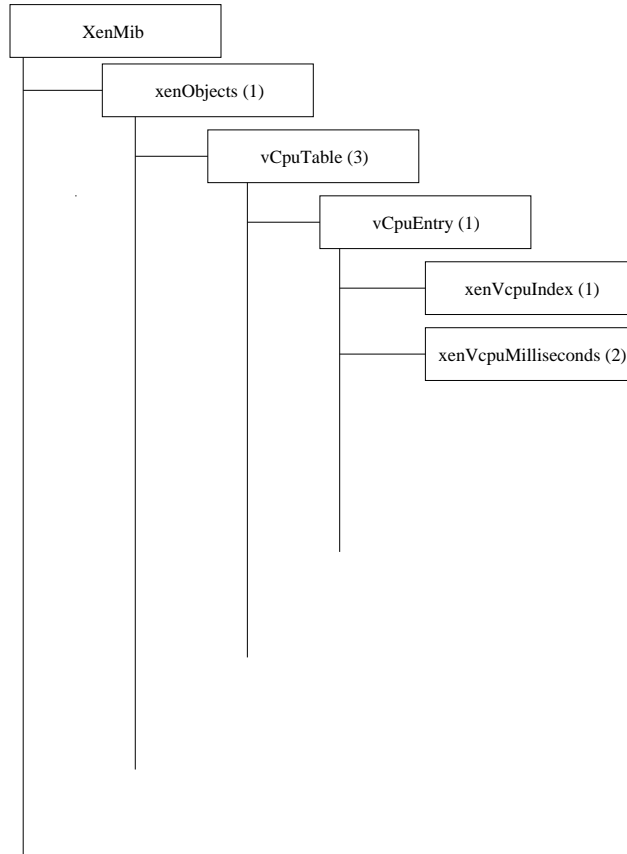 XenMib
xenObjects (1)
vCpuTable (3)
vCpuEntry (1)
xenVcpuIndex (1)
xenVcpuMilliseconds (2)